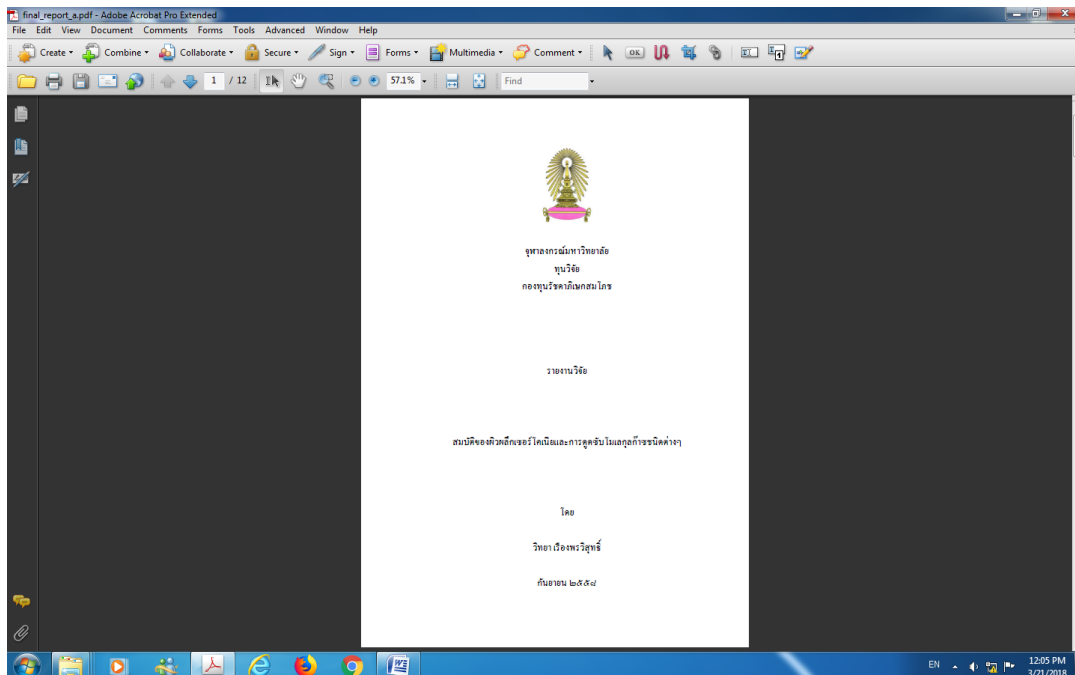 final_report_a.pdf - Adobe Acrobat Pro Extended
File Edit View Document Comments Forms Tools Advanced Window Help
Create Combine Collaborate Secure Sign Forms Multimedia Comment OK
1 / 12 57.1% Find
จุฬาลงกรณ์มหาวิทยาลัย
ทุนวิจัย
กองทุนรัชดาภิเษกสมโภช
รายงานวิจัย
สมบัติของผิวผลึกเซอร์โคเนียและการดูดซับโมเลกุลก๊าซชนิดต่างๆ
โดย
วิทยา เรืองพรวิสุทธิ์
กันยายน ๒๕๕๘
EN 12:05 PM
3/21/2018